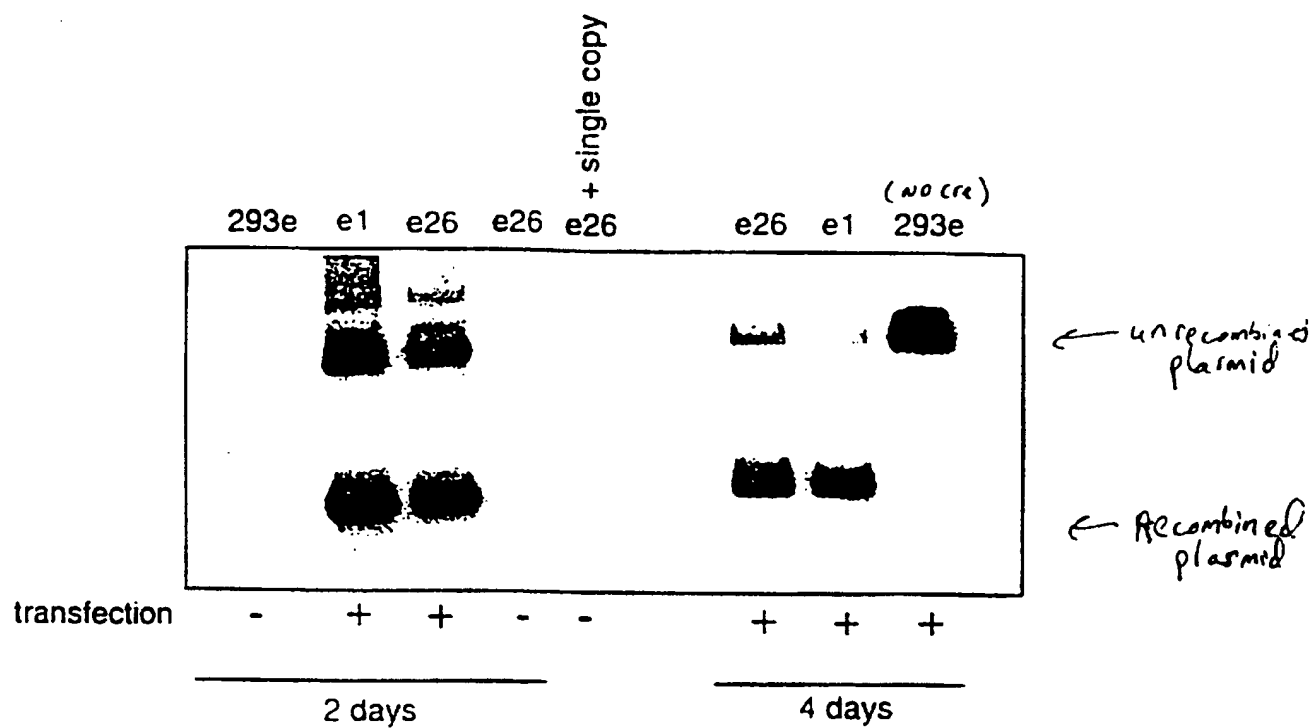 + single copy
(no cre)
293e e1 e26 e26 e26 e26 e1 293e
← unrecombined
plasmid
← Recombined
plasmid
transfection - + + - - + + +
2 days 4 days